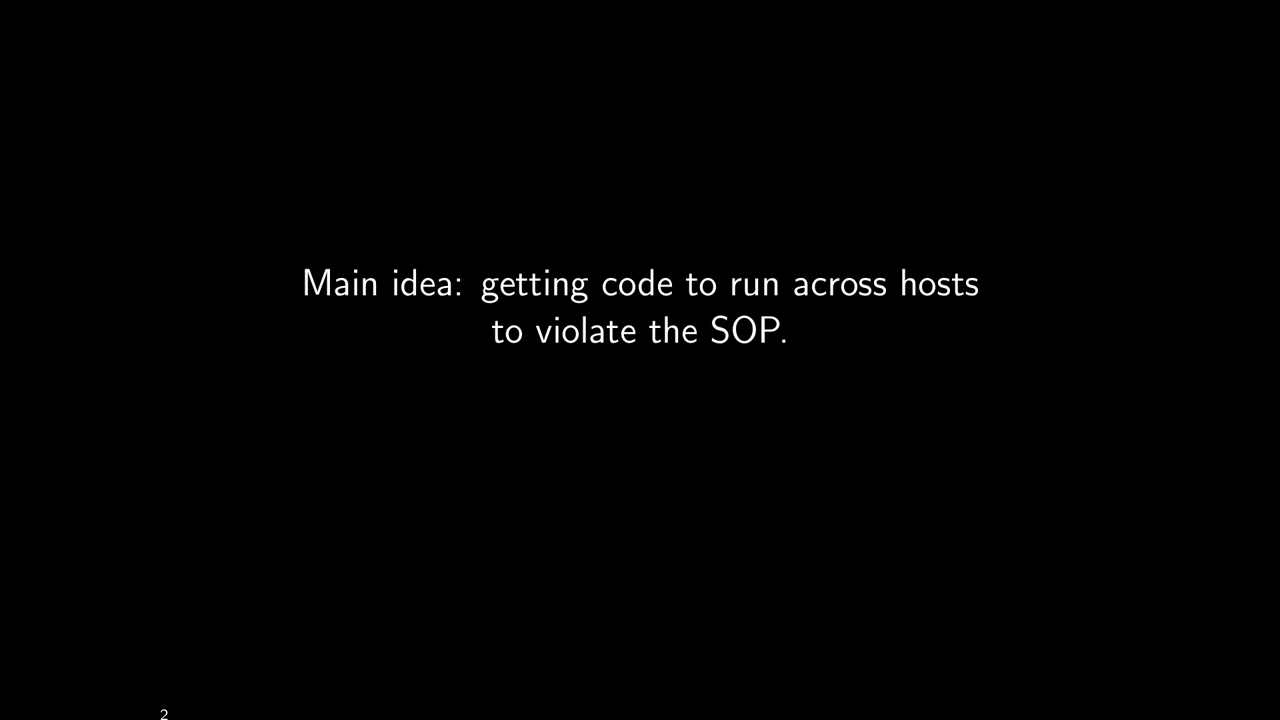 Main idea: getting code to run across hosts
to violate the SOP.
2